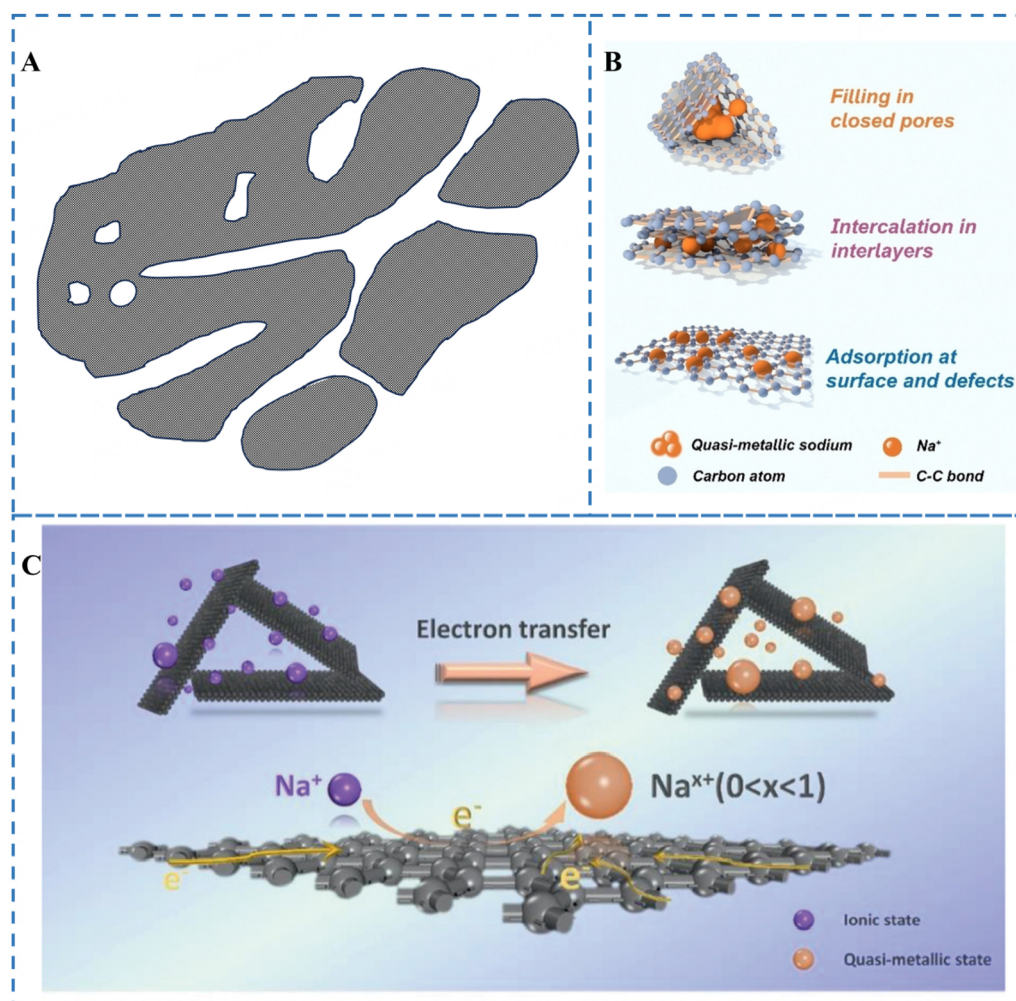 A
B
Filling in
closed pores
Intercalation in
interlayers
Adsorption at
surface and defects
Quasi-metallic sodium
Na⁺
Carbon atom
C-C bond
C
Electron transfer
Na⁺
e⁻
Naˣ⁺(0<x<1)
e⁻
e⁻
Ionic state
Quasi-metallic state